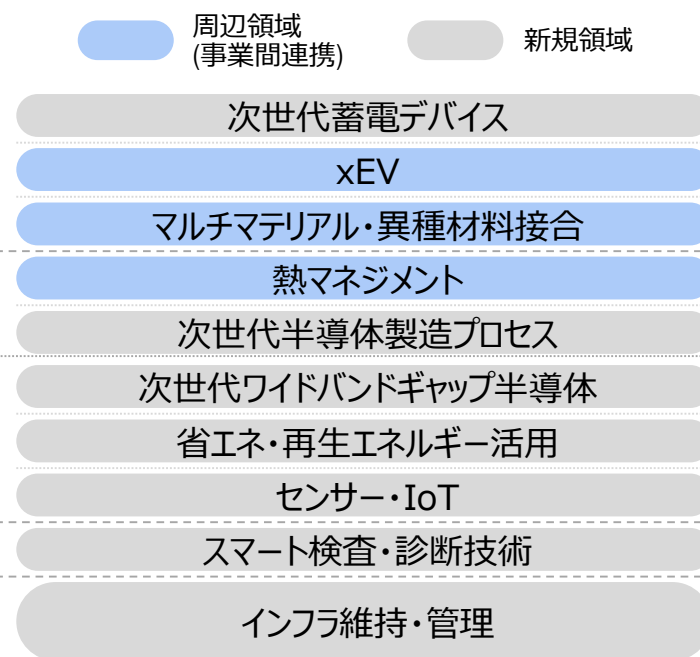 周辺領域
(事業間連携)
新規領域
次世代蓄電デバイス
xEV
マルチマテリアル・異種材料接合
熱マネジメント
次世代半導体製造プロセス
次世代ワイドバンドギャップ半導体
省エネ・再生エネルギー活用
センサー・IoT
スマート検査・診断技術
インフラ維持・管理